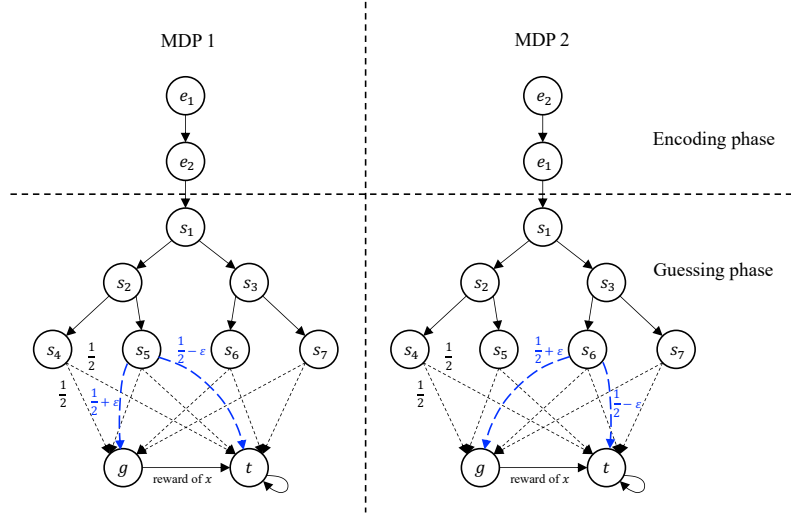 MDP 1
MDP 2
e₁
e₂
e₂
e₁
Encoding phase
s₁
s₁
Guessing phase
s₂
s₃
s₂
s₃
s₄
s₅
s₆
s₇
s₄
s₅
s₆
s₇
1/2
1/2 − ε
1/2
1/2 + ε
1/2
1/2 + ε
1/2
1/2 − ε
g
reward of x
t
g
reward of x
t